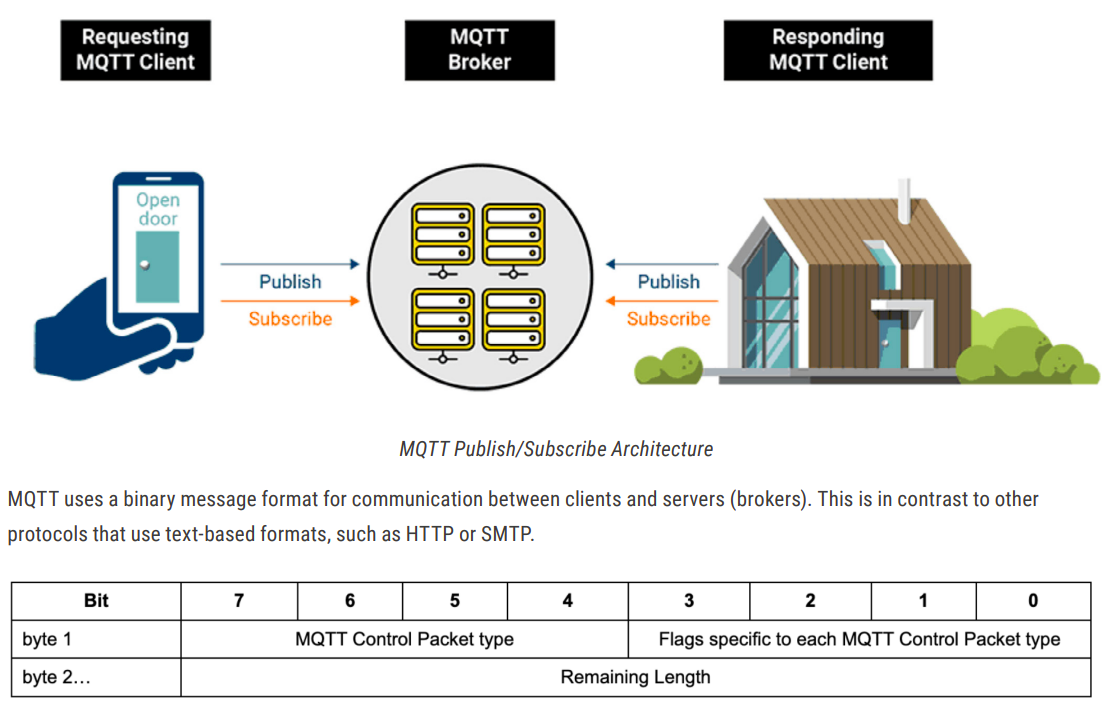 Requesting
MQTT Client
MQTT
Broker
Responding
MQTT Client
Open
door
Publish
Subscribe
Publish
Subscribe
MQTT Publish/Subscribe Architecture
MQTT uses a binary message format for communication between clients and servers (brokers). This is in contrast to other
protocols that use text-based formats, such as HTTP or SMTP.
Bit 7 6 5 4 3 2 1 0
byte 1 MQTT Control Packet type Flags specific to each MQTT Control Packet type
byte 2... Remaining Length